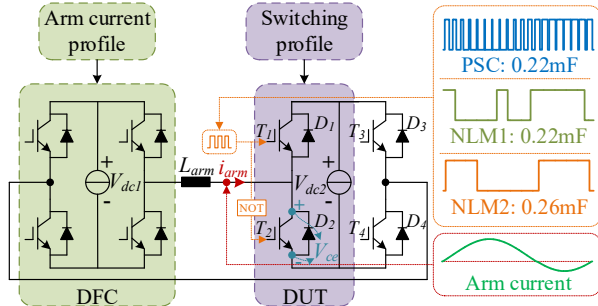 Arm current
profile
Switching
profile
PSC: 0.22mF
NLM1: 0.22mF
NLM2: 0.26mF
Arm current
T1
D1
T3
D3
+
Vdc1
-
Larm
iarm
+
Vdc2
-
NOT
T2
+
D2
Vce
-
T4
D4
DFC
DUT